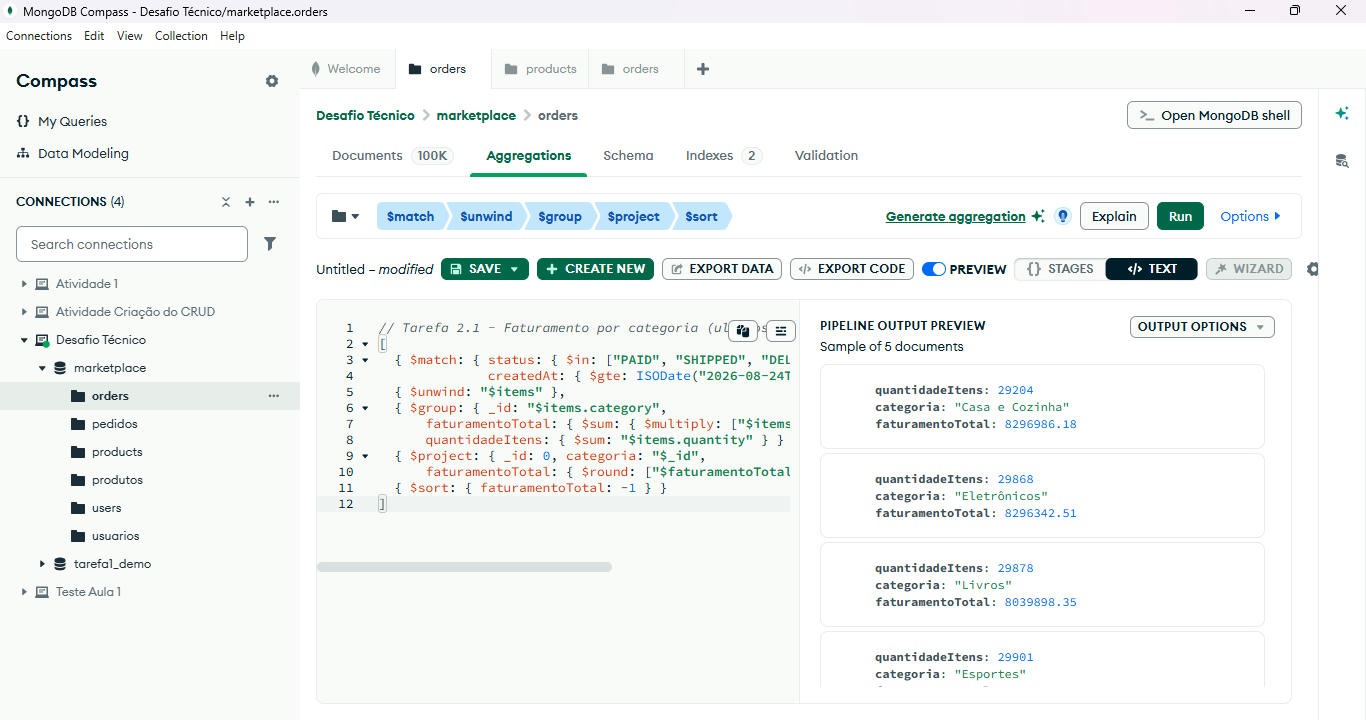 MongoDB Compass - Desafio Técnico/marketplace.orders
Connections Edit View Collection Help
Compass
My Queries
Data Modeling
CONNECTIONS (4)
Search connections
Atividade 1
Atividade Criação do CRUD
Desafio Técnico
marketplace
orders
pedidos
products
produtos
users
usuarios
tarefa1_demo
Teste Aula 1
Welcome orders products orders
Desafio Técnico > marketplace > orders
>_ Open MongoDB shell
Documents 100K Aggregations Schema Indexes 2 Validation
$match $unwind $group $project $sort
Generate aggregation Explain Run Options
Untitled – modified SAVE + CREATE NEW EXPORT DATA </> EXPORT CODE PREVIEW {} STAGES </> TEXT WIZARD
1 // Tarefa 2.1 - Faturamento por categoria (ul
2 [
3 { $match: { status: { $in: ["PAID", "SHIPPED", "DEL
4 createdAt: { $gte: ISODate("2026-08-24T
5 { $unwind: "$items" },
6 { $group: { _id: "$items.category",
7 faturamentoTotal: { $sum: { $multiply: ["$items
8 quantidadeItens: { $sum: "$items.quantity" } }
9 { $project: { _id: 0, categoria: "$_id",
10 faturamentoTotal: { $round: ["$faturamentoTotal
11 { $sort: { faturamentoTotal: -1 } }
12 ]
PIPELINE OUTPUT PREVIEW
Sample of 5 documents
OUTPUT OPTIONS
quantidadeItens: 29204
categoria: "Casa e Cozinha"
faturamentoTotal: 8296986.18
quantidadeItens: 29868
categoria: "Eletrônicos"
faturamentoTotal: 8296342.51
quantidadeItens: 29878
categoria: "Livros"
faturamentoTotal: 8039898.35
quantidadeItens: 29901
categoria: "Esportes"